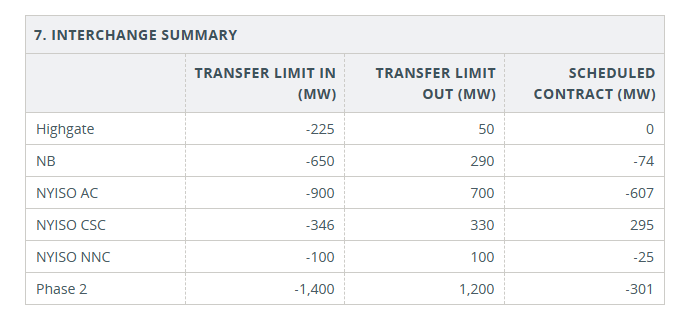 7. INTERCHANGE SUMMARY
TRANSFER LIMIT IN (MW) TRANSFER LIMIT OUT (MW) SCHEDULED CONTRACT (MW)
Highgate -225 50 0
NB -650 290 -74
NYISO AC -900 700 -607
NYISO CSC -346 330 295
NYISO NNC -100 100 -25
Phase 2 -1,400 1,200 -301